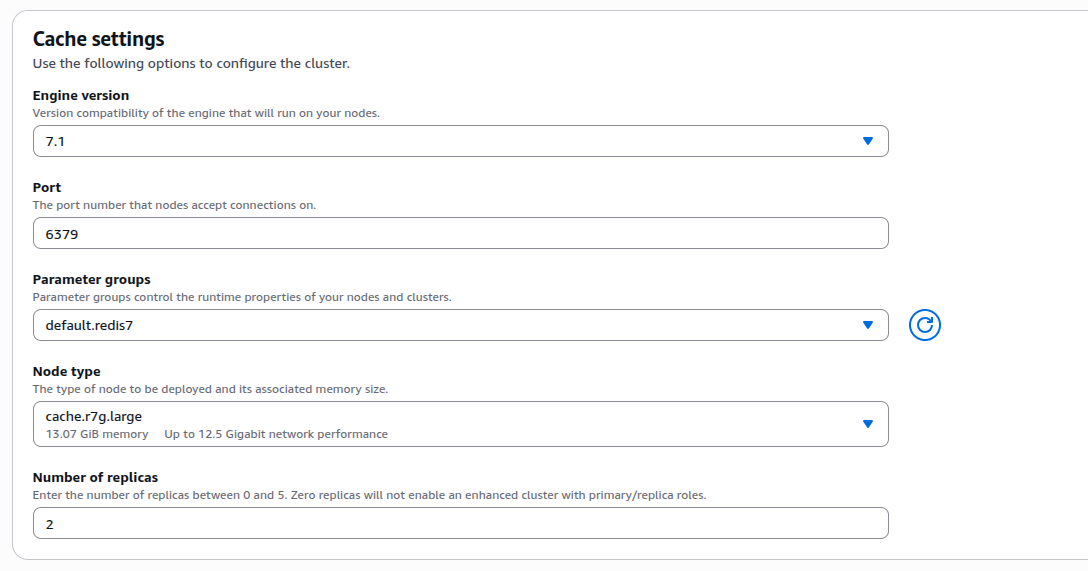 Cache settings
Use the following options to configure the cluster.
Engine version
Version compatibility of the engine that will run on your nodes.
7.1
Port
The port number that nodes accept connections on.
6379
Parameter groups
Parameter groups control the runtime properties of your nodes and clusters.
default.redis7
Node type
The type of node to be deployed and its associated memory size.
cache.r7g.large
13.07 GiB memory Up to 12.5 Gigabit network performance
Number of replicas
Enter the number of replicas between 0 and 5. Zero replicas will not enable an enhanced cluster with primary/replica roles.
2